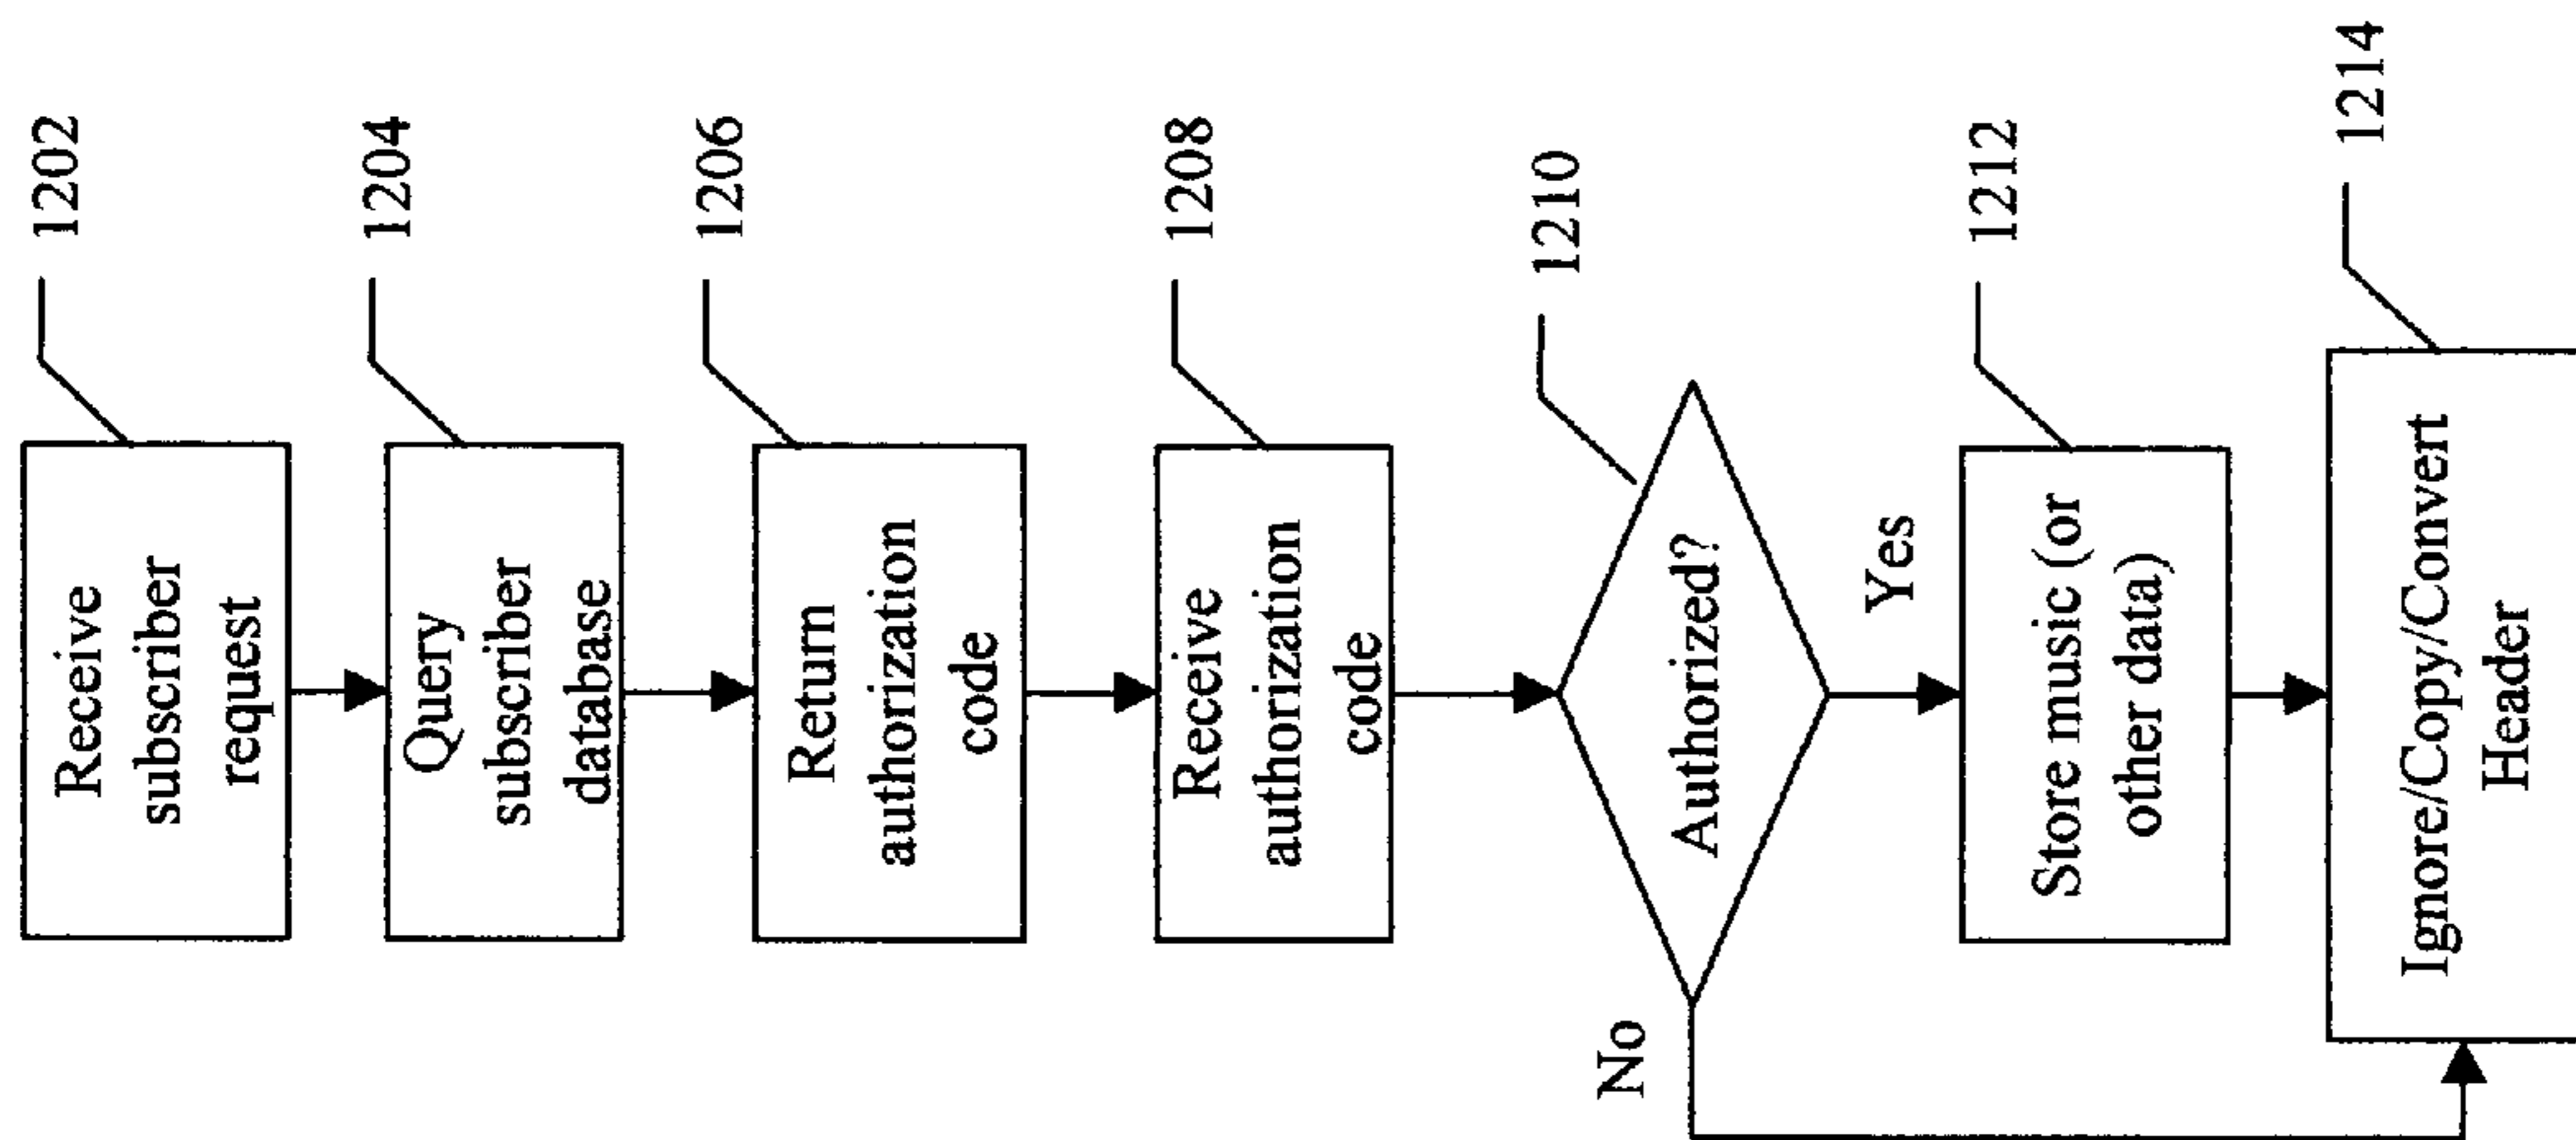 Receive
subscriber
request
1202
Query
subscriber
database
1204
Return
authorization
code
1206
Receive
authorization
code
1208
Authorized?
1210
No
Yes
Store music (or
other data)
1212
Ignore/Copy/Convert
Header
1214